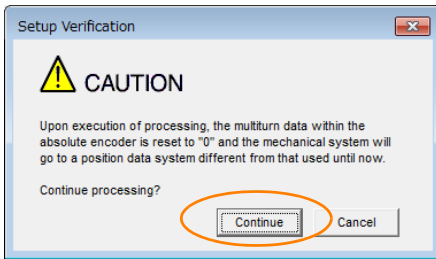 Setup Verification
CAUTION
Upon execution of processing, the multiturn data within the
absolute encoder is reset to "0" and the mechanical system will
go to a position data system different from that used until now.
Continue processing?
Continue Cancel